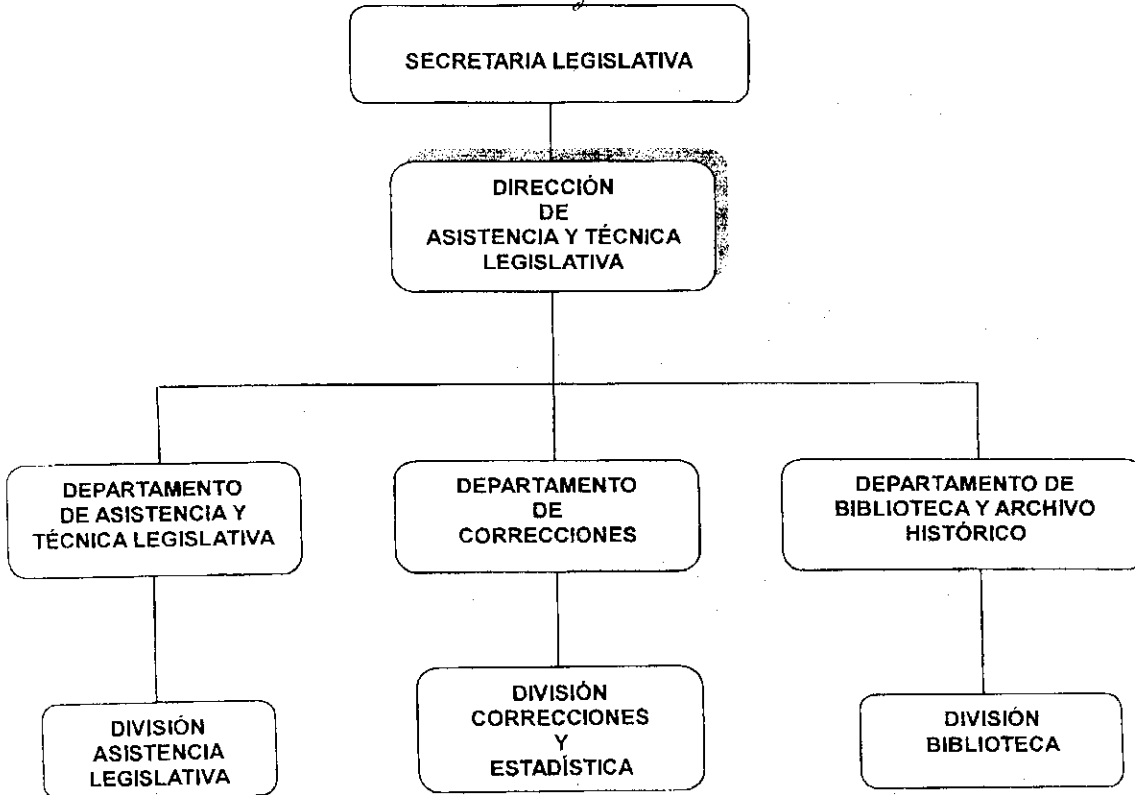 SECRETARIA LEGISLATIVA
DIRECCIÓN
DE
ASISTENCIA Y TÉCNICA
LEGISLATIVA
DEPARTAMENTO
DE ASISTENCIA Y
TÉCNICA LEGISLATIVA
DEPARTAMENTO
DE
CORRECCIONES
DEPARTAMENTO DE
BIBLIOTECA Y ARCHIVO
HISTÓRICO
DIVISIÓN
ASISTENCIA
LEGISLATIVA
DIVISIÓN
CORRECCIONES
Y
ESTADÍSTICA
DIVISIÓN
BIBLIOTECA